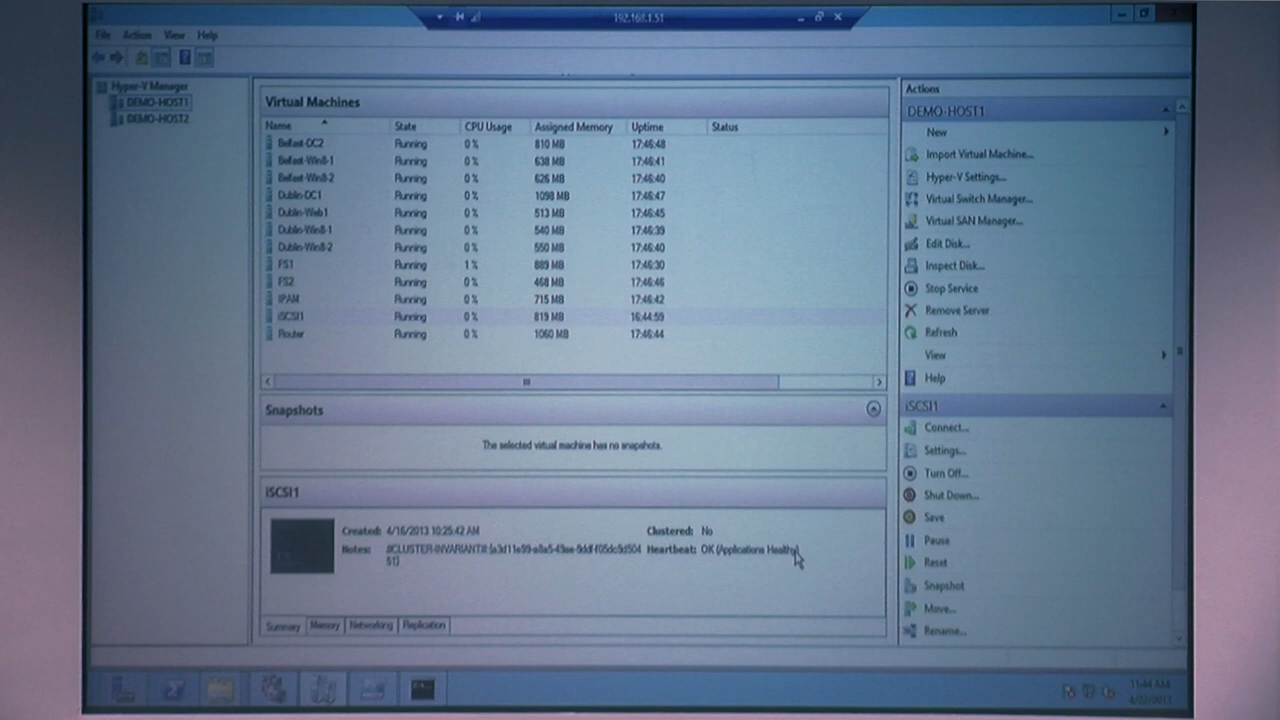 192.168.1.51
File Action View Help
Hyper-V Manager
DEMO-HOST1
DEMO-HOST2
Virtual Machines
Name State CPU Usage Assigned Memory Uptime Status
Belfast-DC2 Running 0 % 810 MB 17:46:48
Belfast-Win8-1 Running 0 % 638 MB 17:46:41
Belfast-Win8-2 Running 0 % 626 MB 17:46:40
Dublin-DC1 Running 0 % 1098 MB 17:46:47
Dublin-Web1 Running 0 % 513 MB 17:46:45
Dublin-Win8-1 Running 0 % 540 MB 17:46:39
Dublin-Win8-2 Running 0 % 550 MB 17:46:40
FS1 Running 1 % 889 MB 17:46:30
FS2 Running 0 % 468 MB 17:46:46
IPAM Running 0 % 715 MB 17:46:42
iSCSI1 Running 0 % 819 MB 16:44:59
Router Running 0 % 1060 MB 17:46:44
Snapshots
The selected virtual machine has no snapshots.
iSCSI1
Created: 4/16/2013 10:25:42 AM Clustered: No
Notes: Heartbeat: OK (Applications Healthy)
51}
Summary Memory Networking Replication
Actions
DEMO-HOST1
New
Import Virtual Machine...
Hyper-V Settings...
Virtual Switch Manager...
Virtual SAN Manager...
Edit Disk...
Inspect Disk...
Stop Service
Remove Server
Refresh
View
Help
iSCSI1
Connect...
Settings...
Turn Off...
Shut Down...
Save
Pause
Reset
Snapshot
Move...
Rename...
11:44 AM
4/22/2013